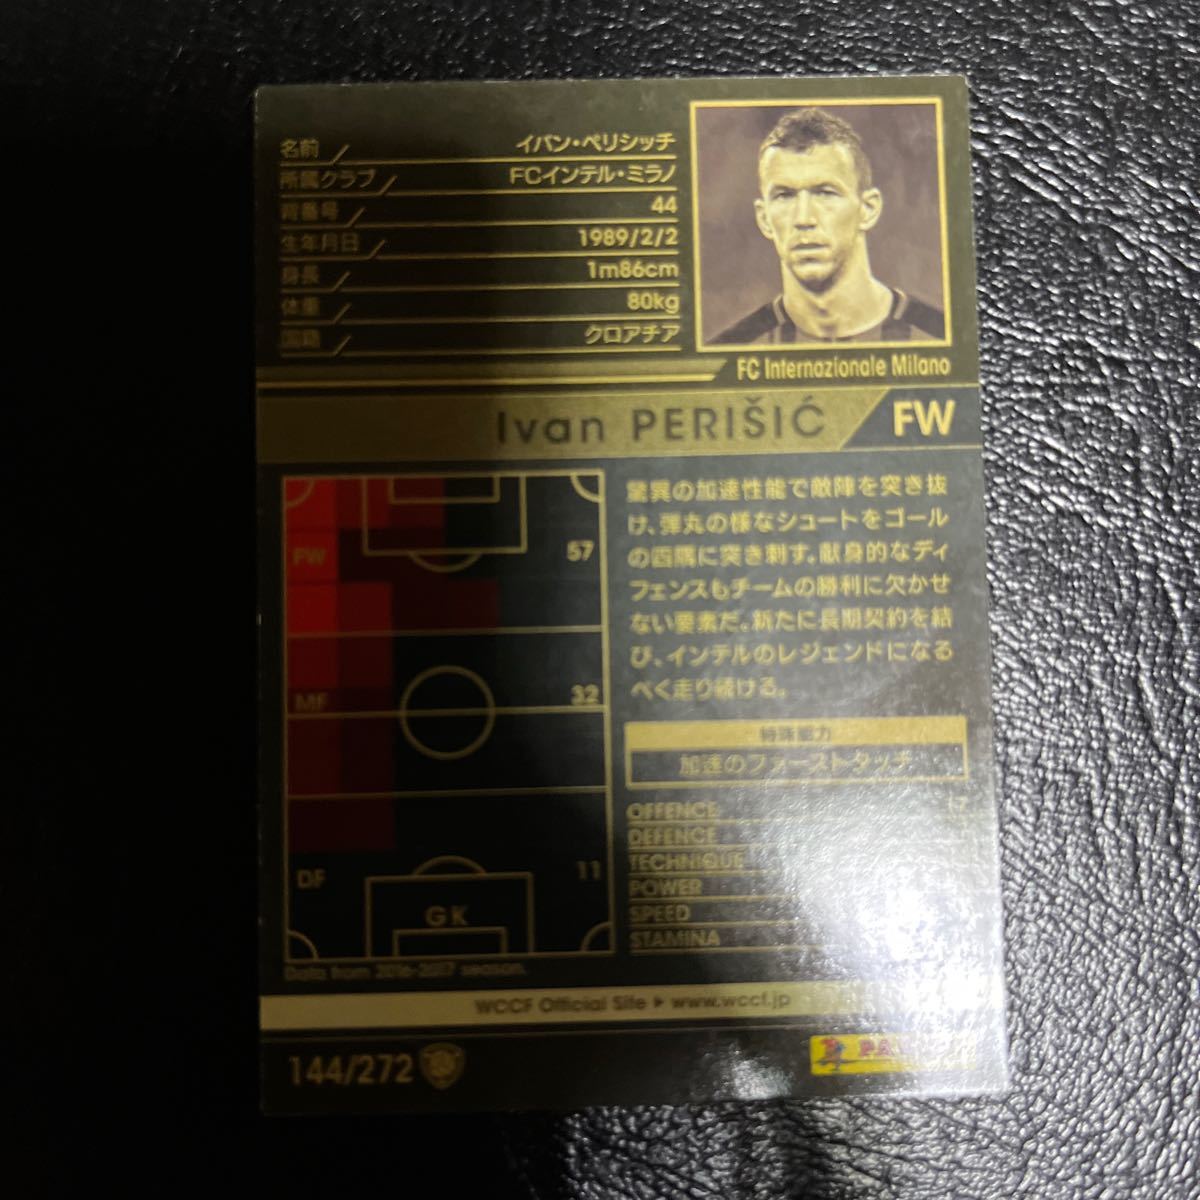 名前 イバン・ペリシッチ
所属クラブ FCインテル・ミラノ
背番号 44
生年月日 1989/2/2
身長 1m86cm
体重 80kg
国籍 クロアチア
FC Internazionale Milano
Ivan PERIŠIĆ FW
FW 57
MF 32
DF 11
GK
Data from 2016-2017 season.
驚異の加速性能で敵陣を突き抜
け、弾丸の様なシュートをゴール
の四隅に突き刺す。献身的なディ
フェンスもチームの勝利に欠かせ
ない要素だ。新たに長期契約を結
び、インテルのレジェンドになる
べく走り続ける。
特殊能力
加速のファーストタッチ
OFFENCE 17
DEFENCE
TECHNIQUE
POWER
SPEED
STAMINA
WCCF Official Site ▶ www.wccf.jp
144/272